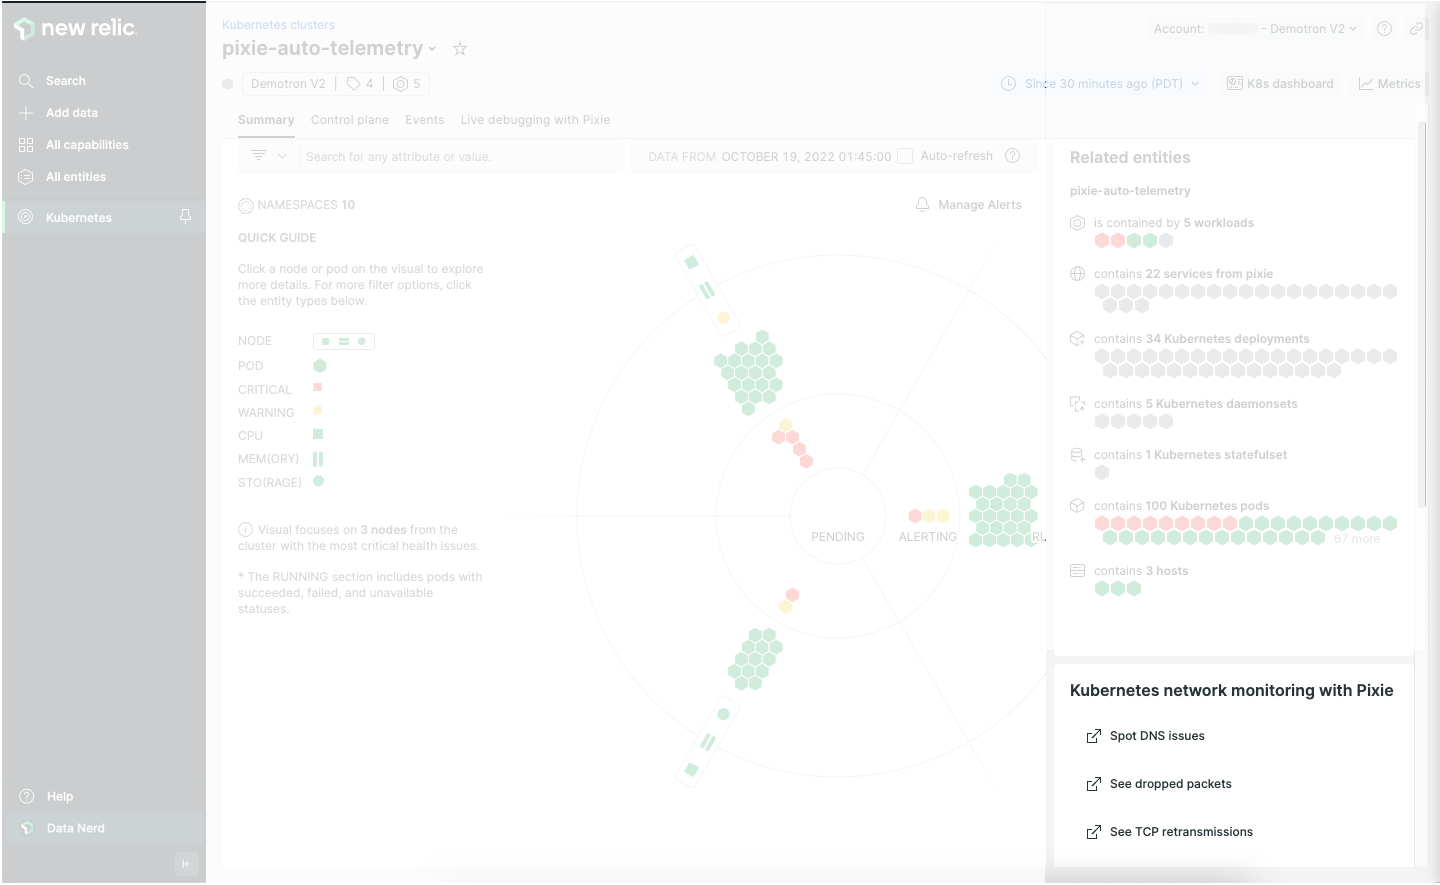 new relic.
Search
Add data
All capabilities
All entities
Kubernetes
Help
Data Nerd
Kubernetes clusters
pixie-auto-telemetry
Account: - Demotron V2
Demotron V2 | 4 | 5
Since 30 minutes ago (PDT)
K8s dashboard
Metrics
Summary
Control plane
Events
Live debugging with Pixie
Search for any attribute or value.
DATA FROM OCTOBER 19, 2022 01:45:00
Auto-refresh
NAMESPACES 10
Manage Alerts
QUICK GUIDE
Click a node or pod on the visual to explore
more details. For more filter options, click
the entity types below.
NODE
POD
CRITICAL
WARNING
CPU
MEM(ORY)
STO(RAGE)
Visual focuses on 3 nodes from the
cluster with the most critical health issues.
* The RUNNING section includes pods with
succeeded, failed, and unavailable
statuses.
PENDING
ALERTING
Related entities
pixie-auto-telemetry
is contained by 5 workloads
contains 22 services from pixie
contains 34 Kubernetes deployments
contains 5 Kubernetes daemonsets
contains 1 Kubernetes statefulset
contains 100 Kubernetes pods
67 more
contains 3 hosts
Kubernetes network monitoring with Pixie
Spot DNS issues
See dropped packets
See TCP retransmissions